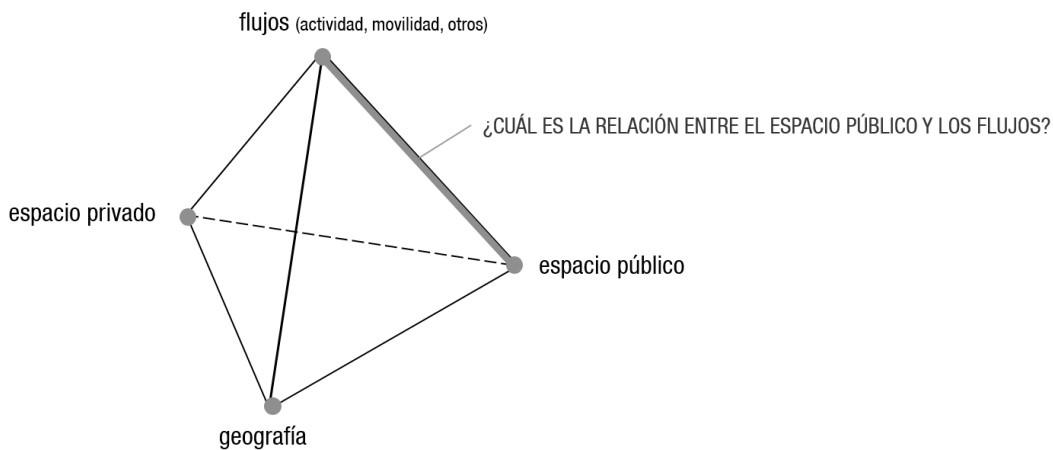 flujos (actividad, movilidad, otros)
¿CUÁL ES LA RELACIÓN ENTRE EL ESPACIO PÚBLICO Y LOS FLUJOS?
espacio privado
espacio público
geografía